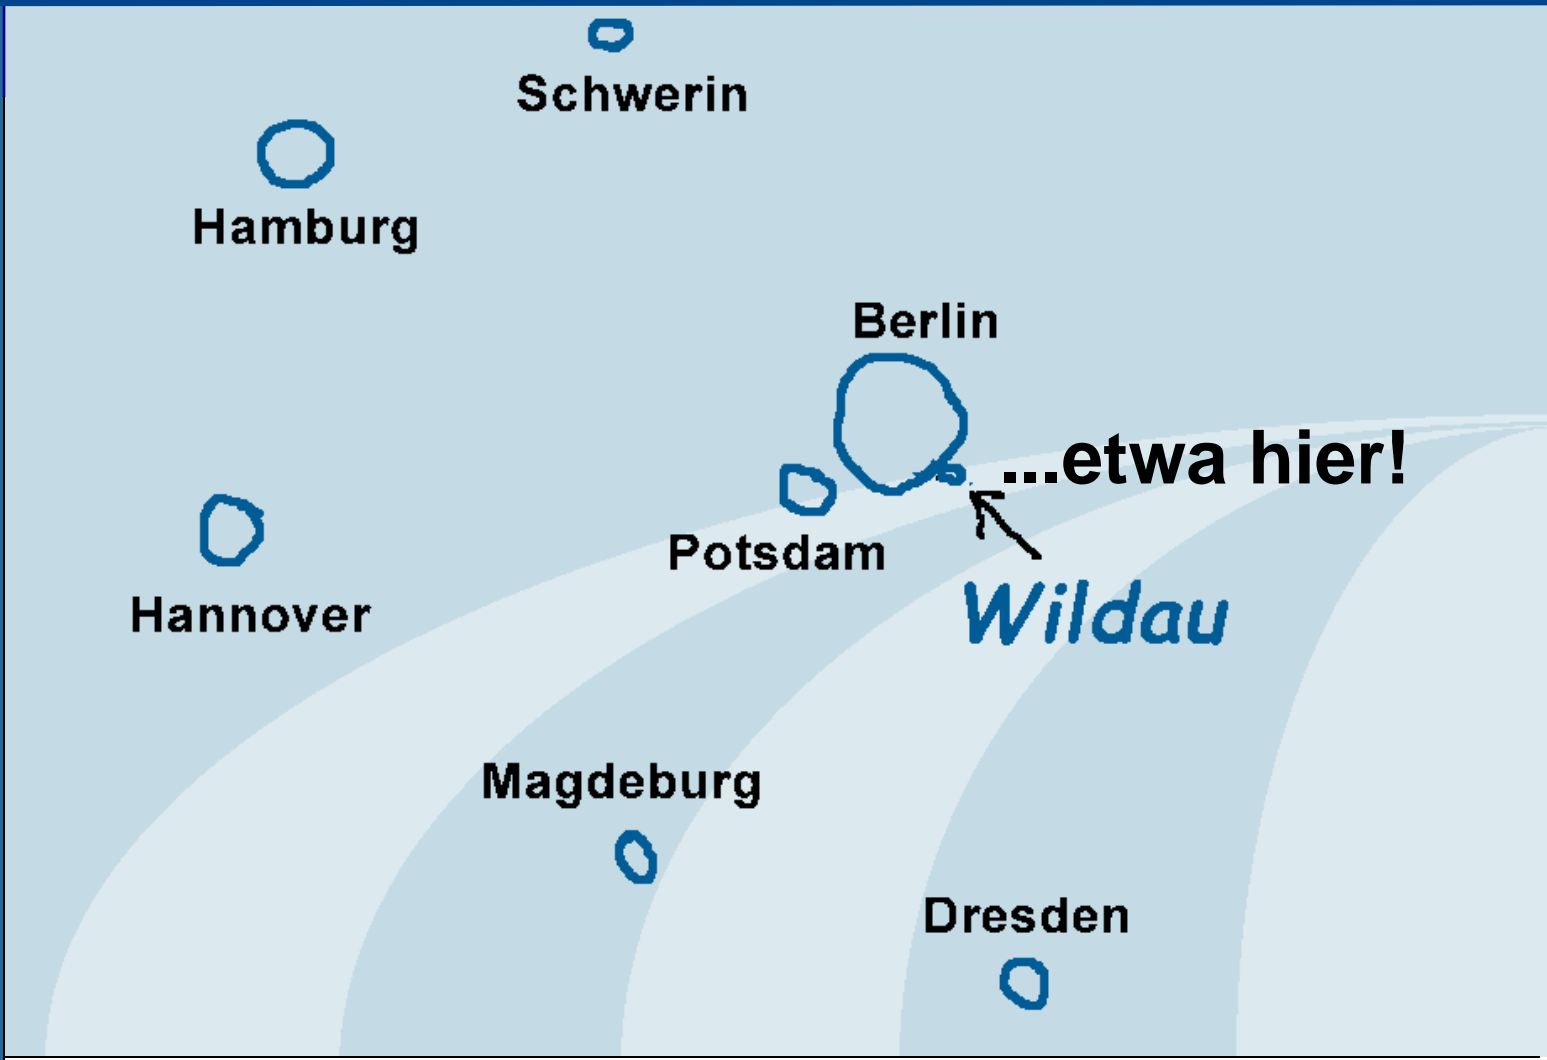 Schwerin
Hamburg
Berlin
...etwa hier!
Potsdam
Wildau
Hannover
Magdeburg
Dresden